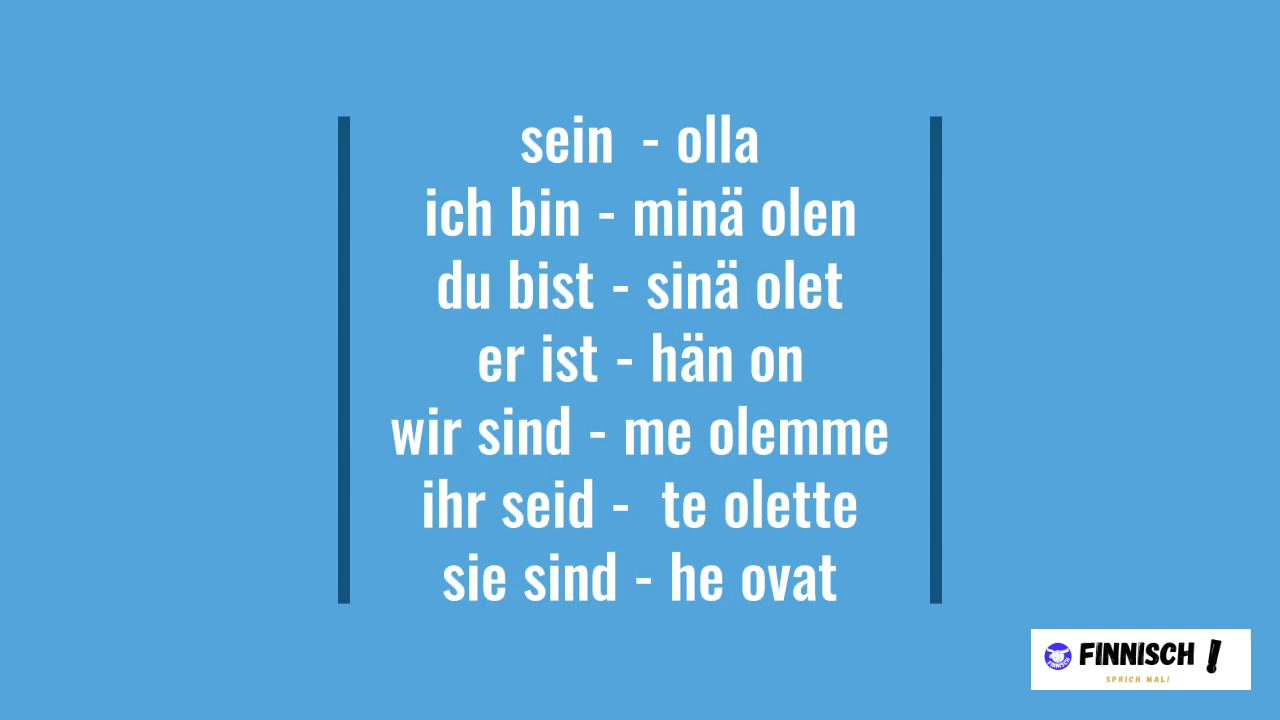 sein - olla
ich bin - minä olen
du bist - sinä olet
er ist - hän on
wir sind - me olemme
ihr seid - te olette
sie sind - he ovat
FINNISCH !
SPRICH MAL!